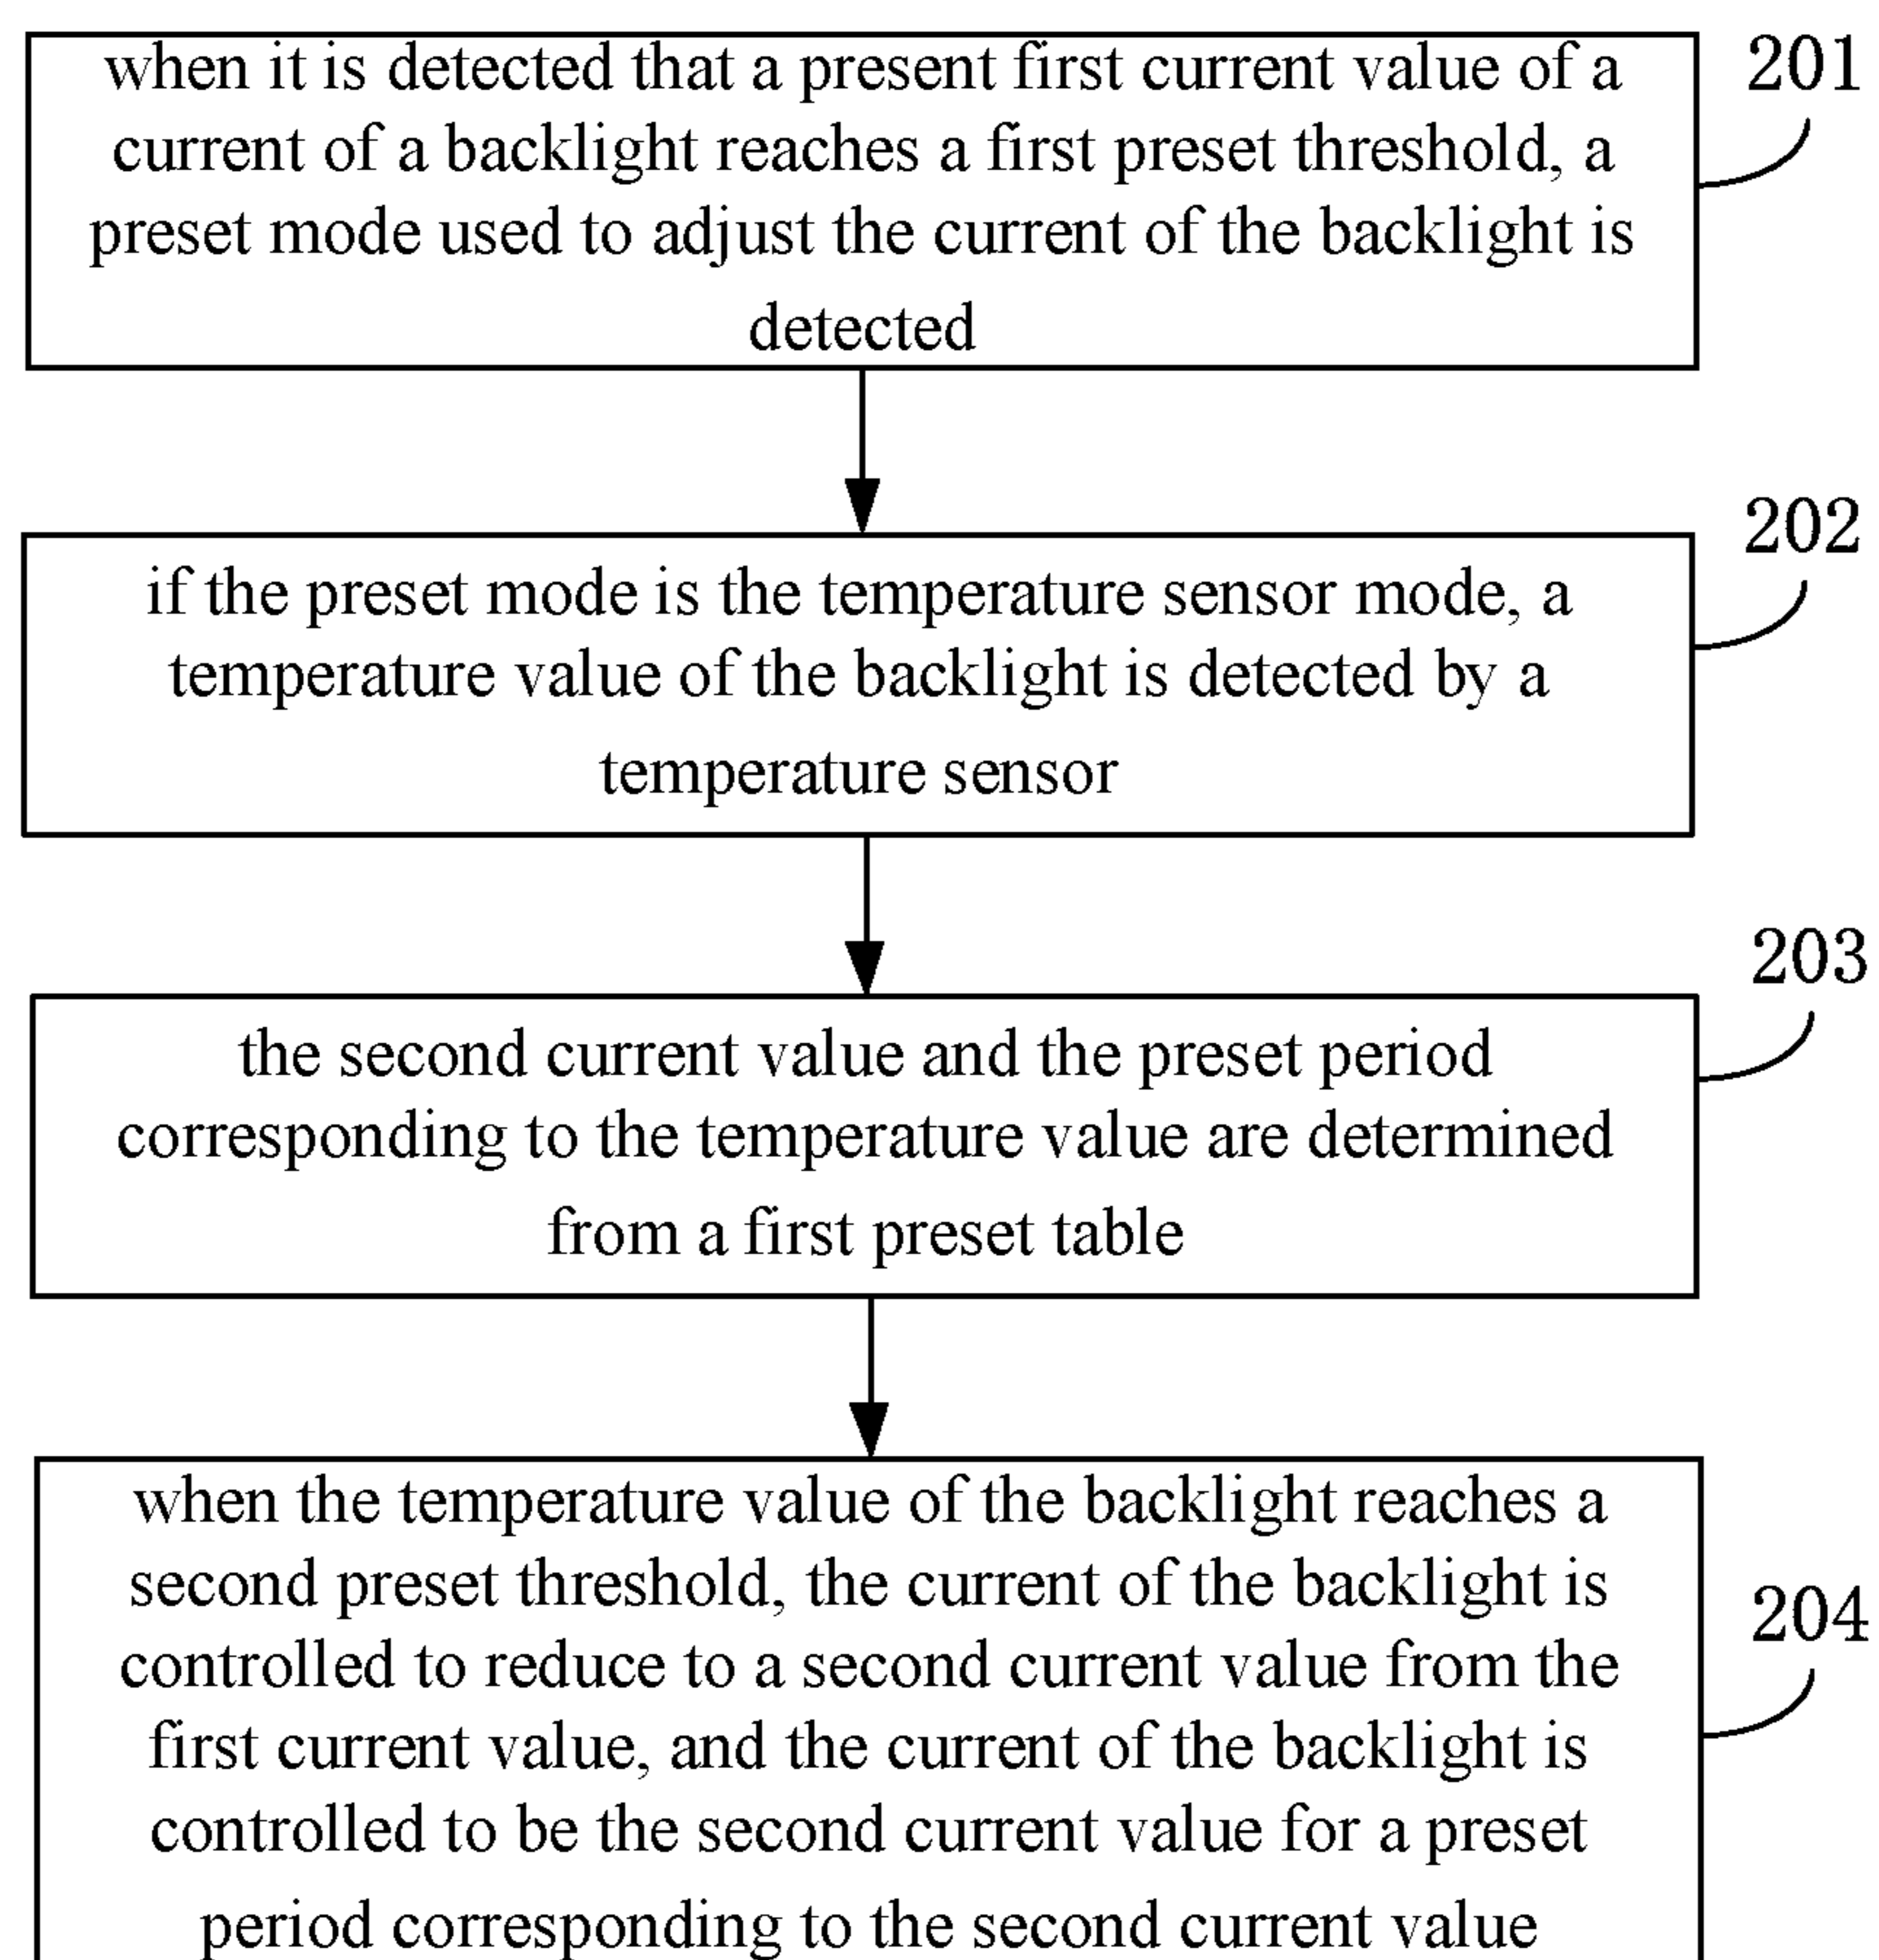 when it is detected that a present first current value of a
current of a backlight reaches a first preset threshold, a
preset mode used to adjust the current of the backlight is
detected
201
if the preset mode is the temperature sensor mode, a
temperature value of the backlight is detected by a
temperature sensor
202
the second current value and the preset period
corresponding to the temperature value are determined
from a first preset table
203
when the temperature value of the backlight reaches a
second preset threshold, the current of the backlight is
controlled to reduce to a second current value from the
first current value, and the current of the backlight is
controlled to be the second current value for a preset
period corresponding to the second current value
204